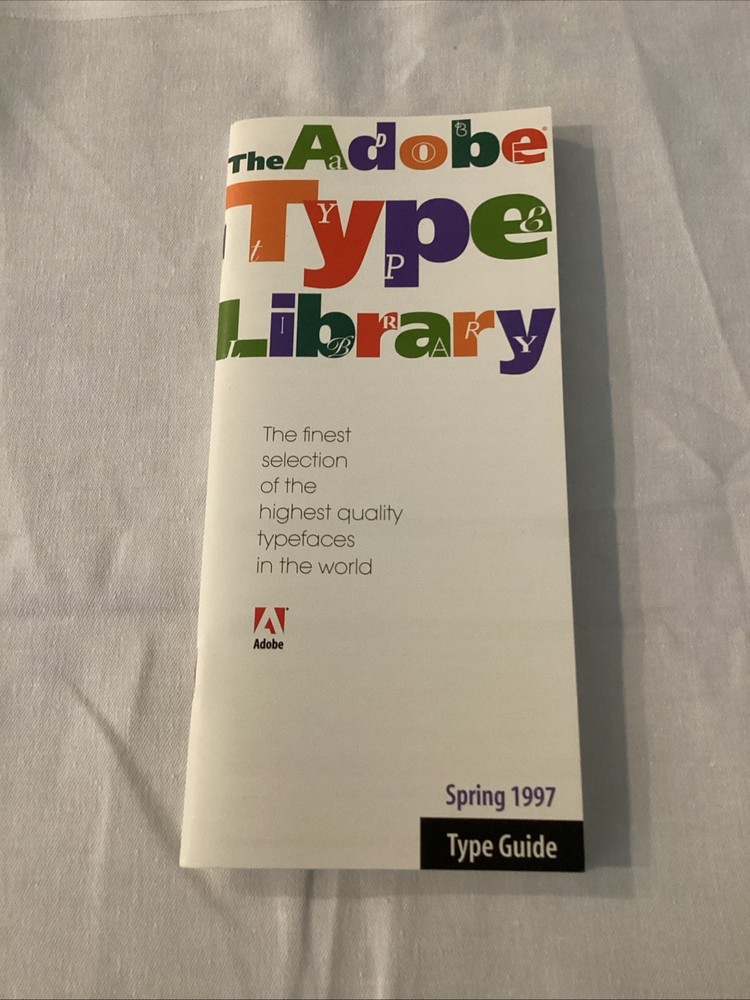 The Adobe®
Type
Library
The finest
selection
of the
highest quality
typefaces
in the world
Adobe
Spring 1997
Type Guide